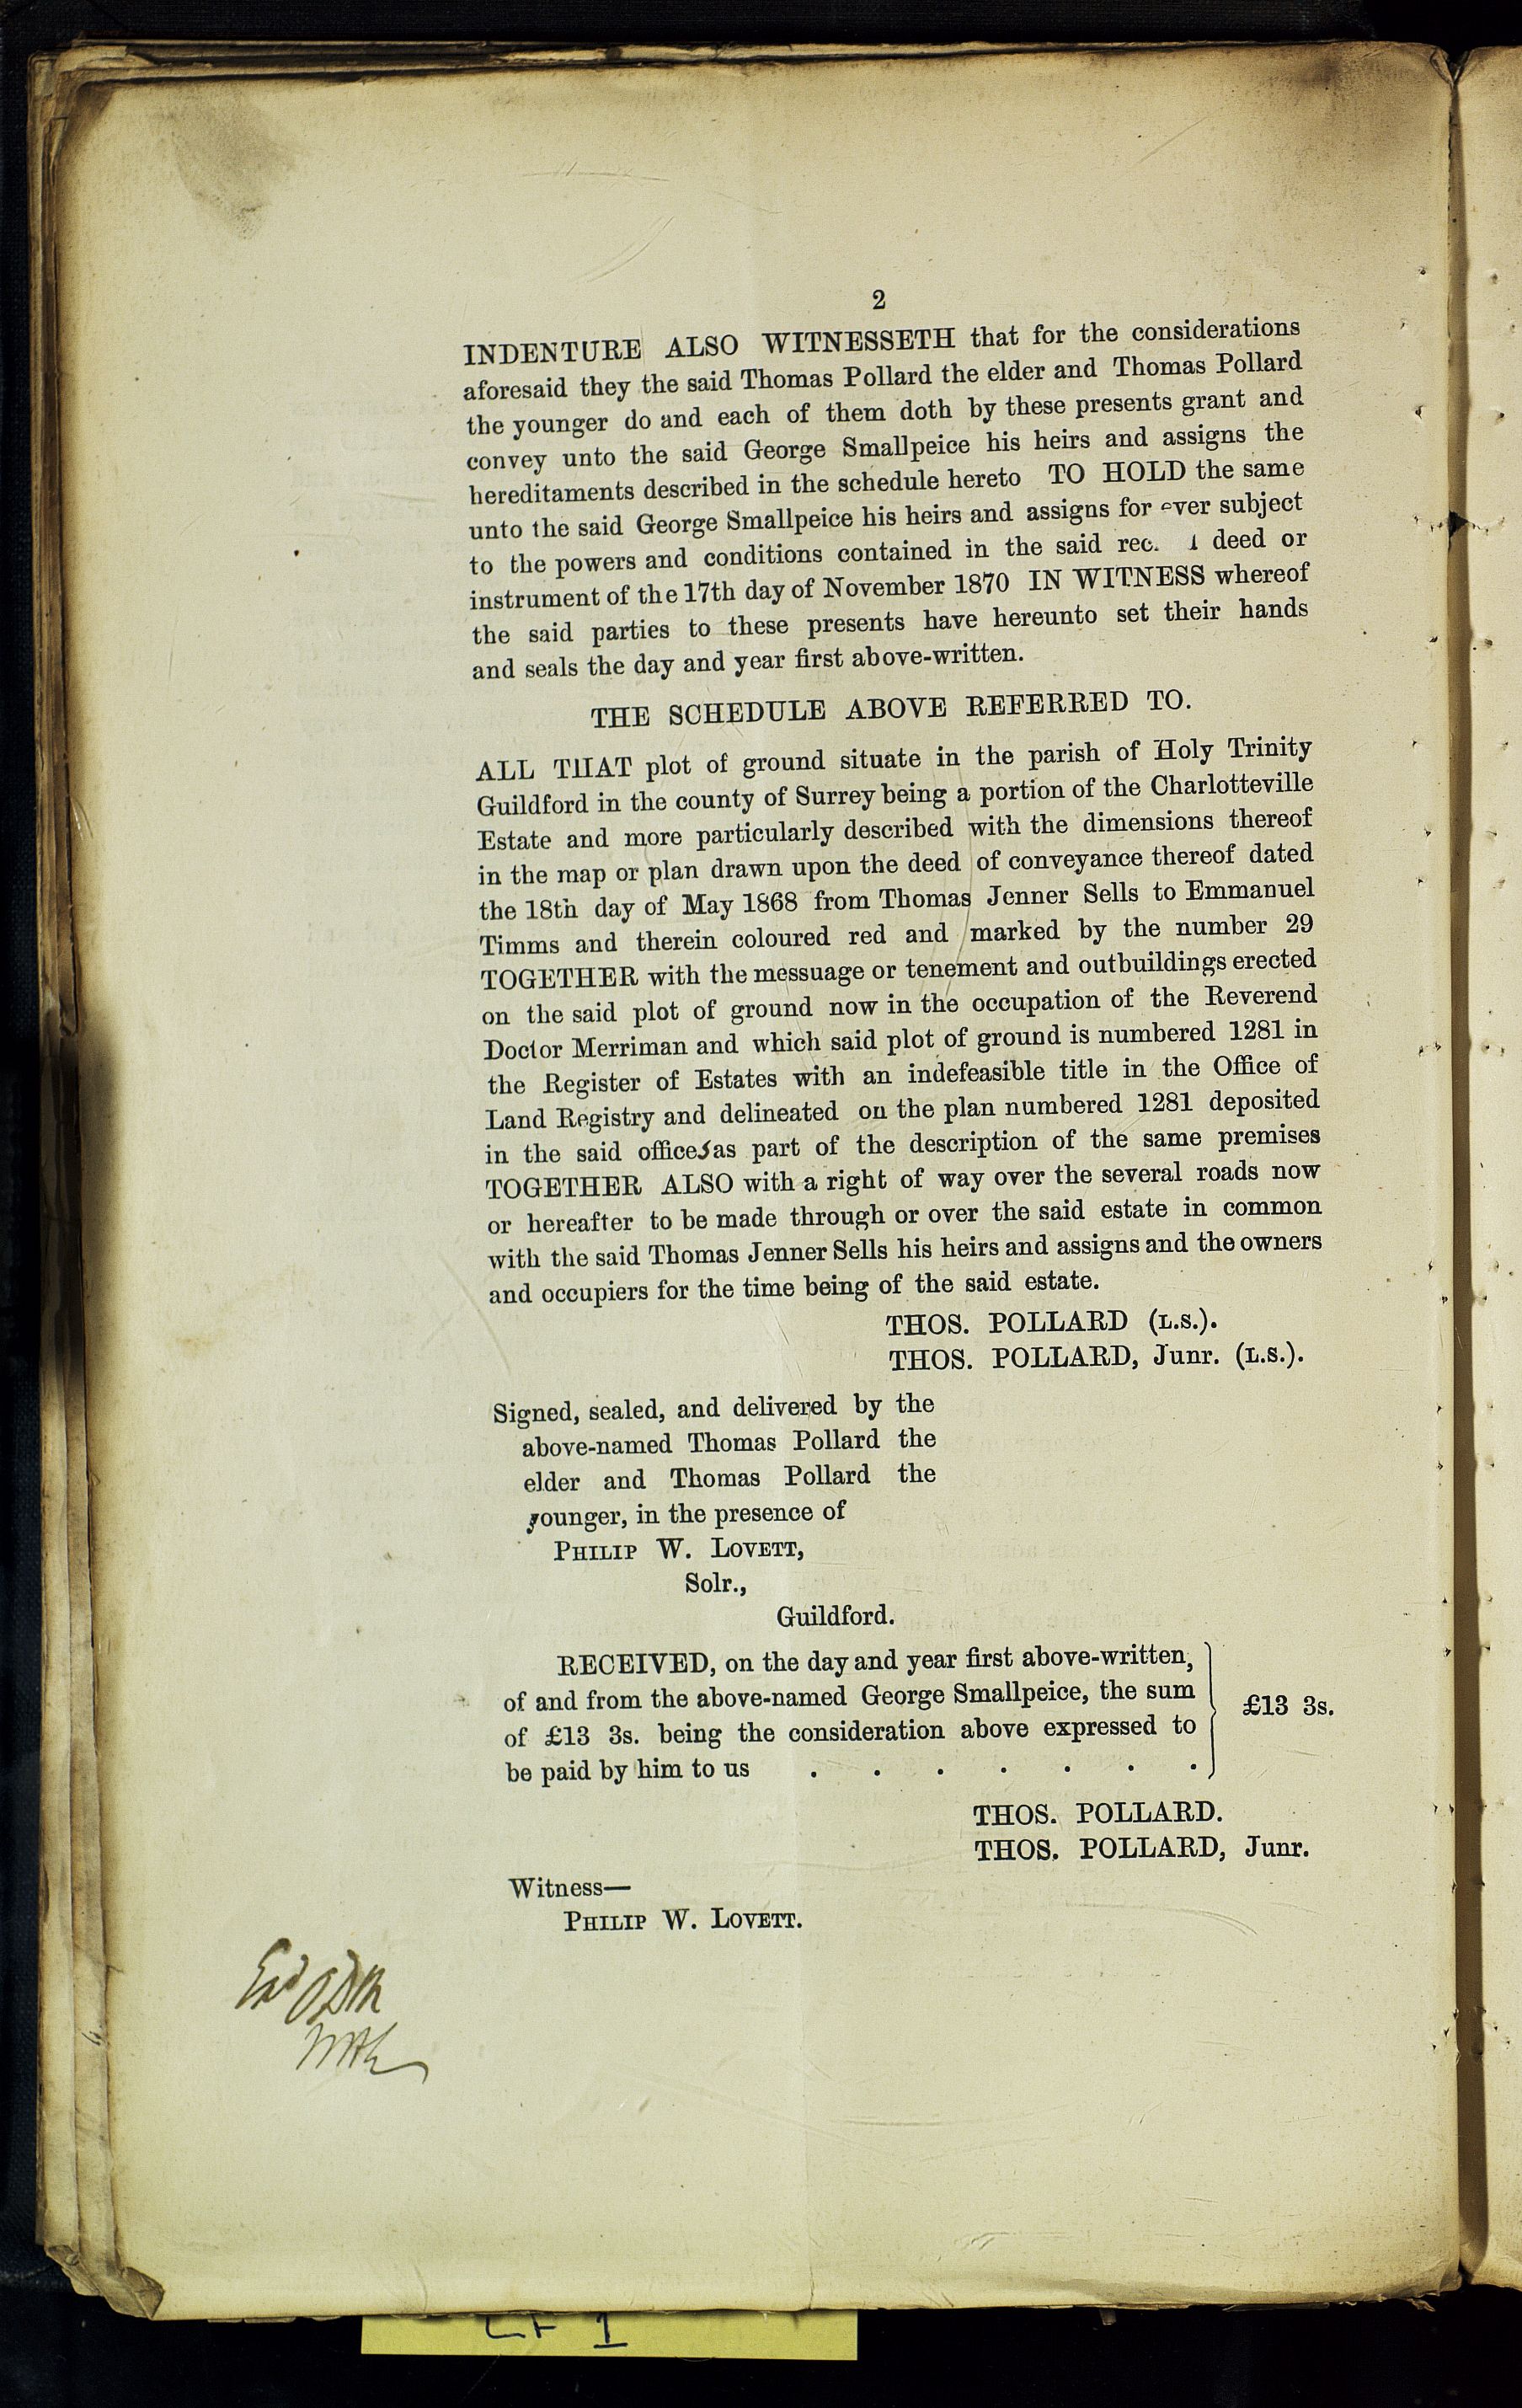 2
INDENTURE ALSO WITNESSETH that for the considerations
aforesaid they the said Thomas Pollard the elder and Thomas Pollard
the younger do and each of them doth by these presents grant and
convey unto the said George Smallpeice his heirs and assigns the
hereditaments described in the schedule hereto TO HOLD the same
unto the said George Smallpeice his heirs and assigns for ever subject
to the powers and conditions contained in the said deed or
instrument of the 17th day of November 1870 IN WITNESS whereof
the said parties to these presents have hereunto set their hands
and seals the day and year first above-written.
THE SCHEDULE ABOVE REFERRED TO.
ALL THAT plot of ground situate in the parish of Holy Trinity
Guildford in the county of Surrey being a portion of the Charlotteville
Estate and more particularly described with the dimensions thereof
in the map or plan drawn upon the deed of conveyance thereof dated
the 18th day of May 1868 from Thomas Jenner Sells to Emmanuel
Timms and therein coloured red and marked by the number 29
TOGETHER with the messuage or tenement and outbuildings erected
on the said plot of ground now in the occupation of the Reverend
Doctor Merriman and which said plot of ground is numbered 1281 in
the Register of Estates with an indefeasible title in the Office of
Land Registry and delineated on the plan numbered 1281 deposited
in the said offices as part of the description of the same premises
TOGETHER ALSO with a right of way over the several roads now
or hereafter to be made through or over the said estate in common
with the said Thomas Jenner Sells his heirs and assigns and the owners
and occupiers for the time being of the said estate.
THOS. POLLARD (L.S.).
THOS. POLLARD, Junr. (L.S.).
Signed, sealed, and delivered by the
above-named Thomas Pollard the
elder and Thomas Pollard the
younger, in the presence of
PHILIP W. LOVETT,
Solr.,
Guildford.
RECEIVED, on the day and year first above-written,
of and from the above-named George Smallpeice, the sum
of £13 3s. being the consideration above expressed to
be paid by him to us . . . . . . .
£13 3s.
THOS. POLLARD.
THOS. POLLARD, Junr.
Witness—
PHILIP W. LOVETT.